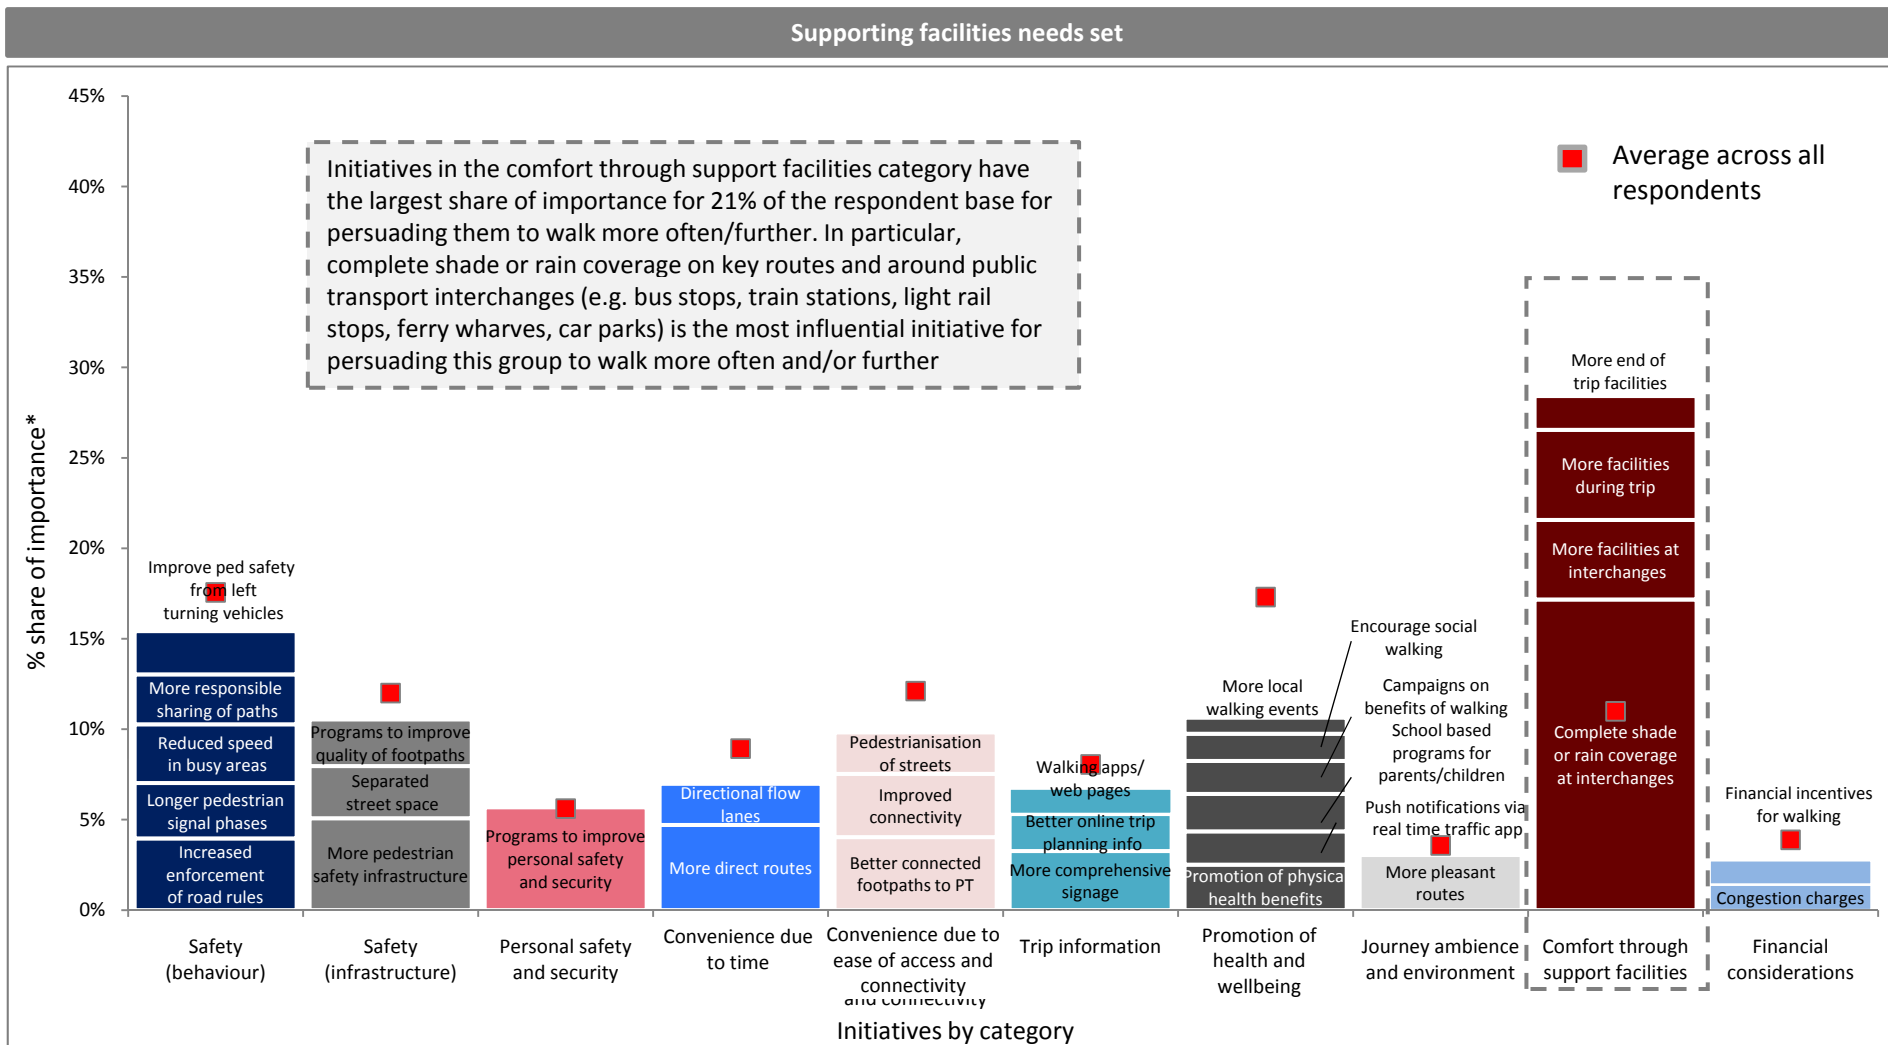 Supporting facilities needs set
45%
40%
35%
30%
25%
20%
15%
10%
5%
0%
% share of importance*
Initiatives in the comfort through support facilities category have
the largest share of importance for 21% of the respondent base for
persuading them to walk more often/further. In particular,
complete shade or rain coverage on key routes and around public
transport interchanges (e.g. bus stops, train stations, light rail
stops, ferry wharves, car parks) is the most influential initiative for
persuading this group to walk more often and/or further
Average across all
respondents
Improve ped safety
from left
turning vehicles
More responsible
sharing of paths
Reduced speed
in busy areas
Longer pedestrian
signal phases
Increased
enforcement
of road rules
Programs to improve
quality of footpaths
Separated
street space
More pedestrian
safety infrastructure
Programs to improve
personal safety
and security
Directional flow
lanes
More direct routes
Pedestrianisation
of streets
Improved
connectivity
Better connected
footpaths to PT
Walking apps/
web pages
Better online trip
planning info
More comprehensive
signage
More local
walking events
Encourage social
walking
Campaigns on
benefits of walking
School based
programs for
parents/children
Promotion of physical
health benefits
Push notifications via
real time traffic app
More pleasant
routes
More end of
trip facilities
More facilities
during trip
More facilities at
interchanges
Complete shade
or rain coverage
at interchanges
Financial incentives
for walking
Congestion charges
Safety
(behaviour)
Safety
(infrastructure)
Personal safety
and security
Convenience due
to time
Convenience due to
ease of access and
connectivity
and connectivity
Trip information
Promotion of
health and
wellbeing
Journey ambience
and environment
Comfort through
support facilities
Financial
considerations
Initiatives by category